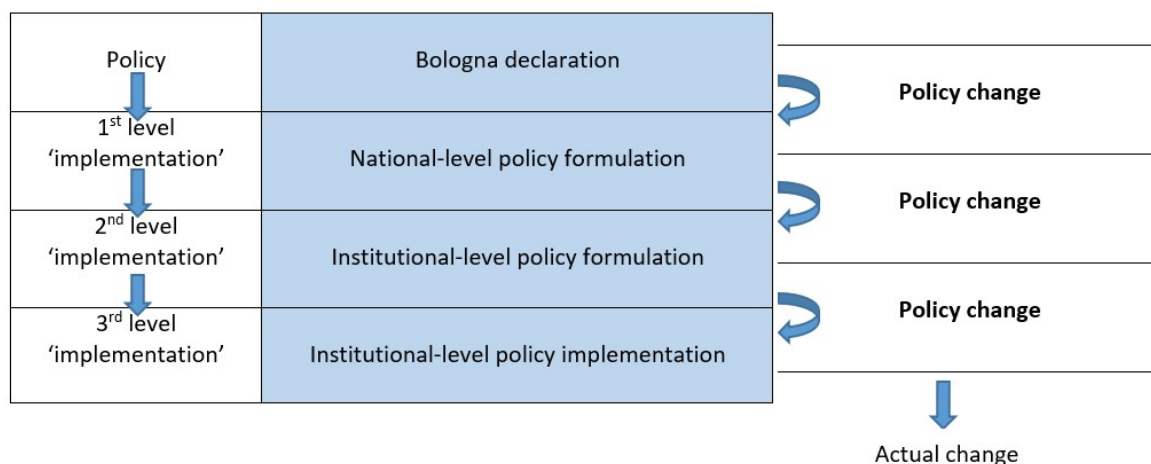 Policy
Bologna declaration
Policy change
1st level
‘implementation’
National-level policy formulation
Policy change
2nd level
‘implementation’
Institutional-level policy formulation
Policy change
3rd level
‘implementation’
Institutional-level policy implementation
Actual change